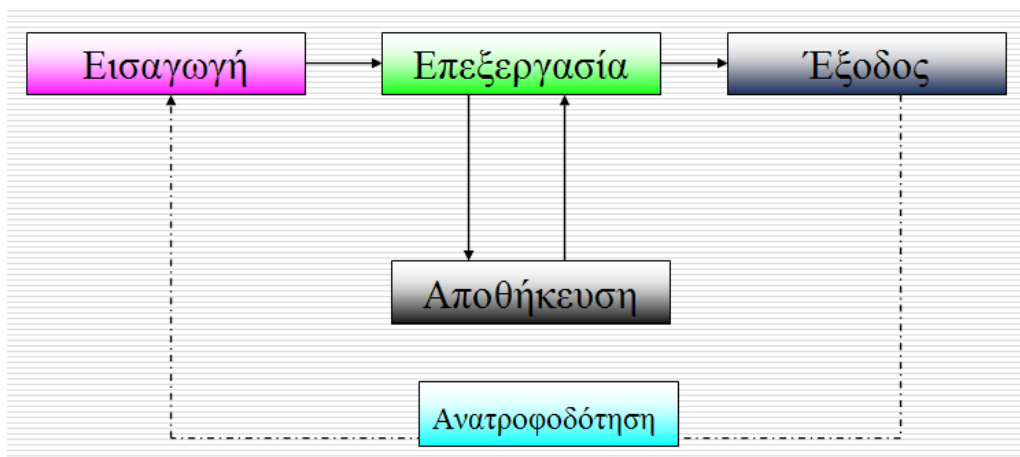 Εισαγωγή
Επεξεργασία
Έξοδος
Αποθήκευση
Ανατροφοδότηση